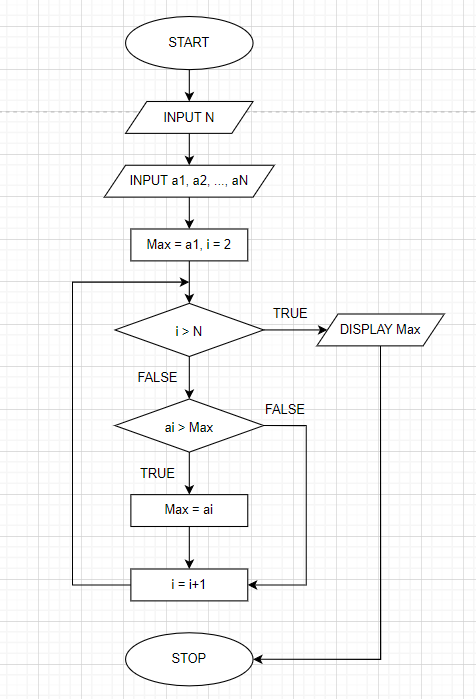 START
INPUT N
INPUT a1, a2, ..., aN
Max = a1, i = 2
i > N
TRUE
DISPLAY Max
FALSE
ai > Max
FALSE
TRUE
Max = ai
i = i+1
STOP